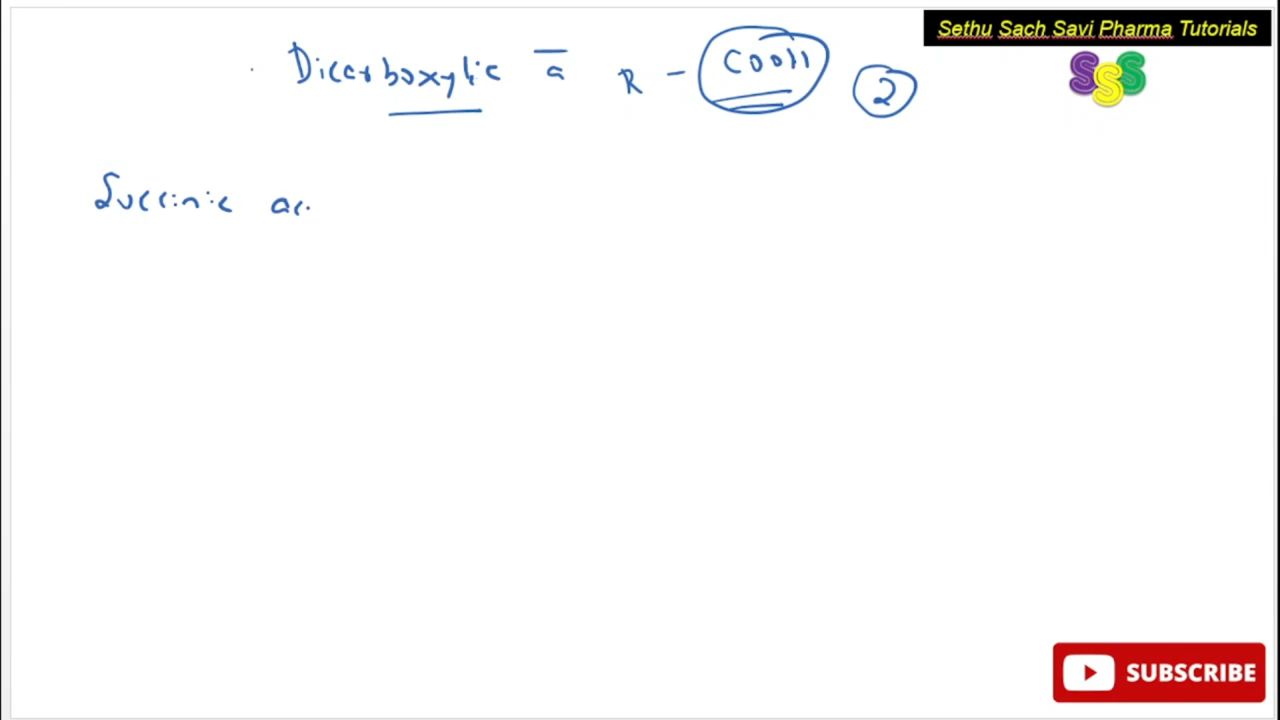 Sethu Sach Savi Pharma Tutorials
SSS
Dicarboxylic a R - COOH 2
Succinic ac
SUBSCRIBE